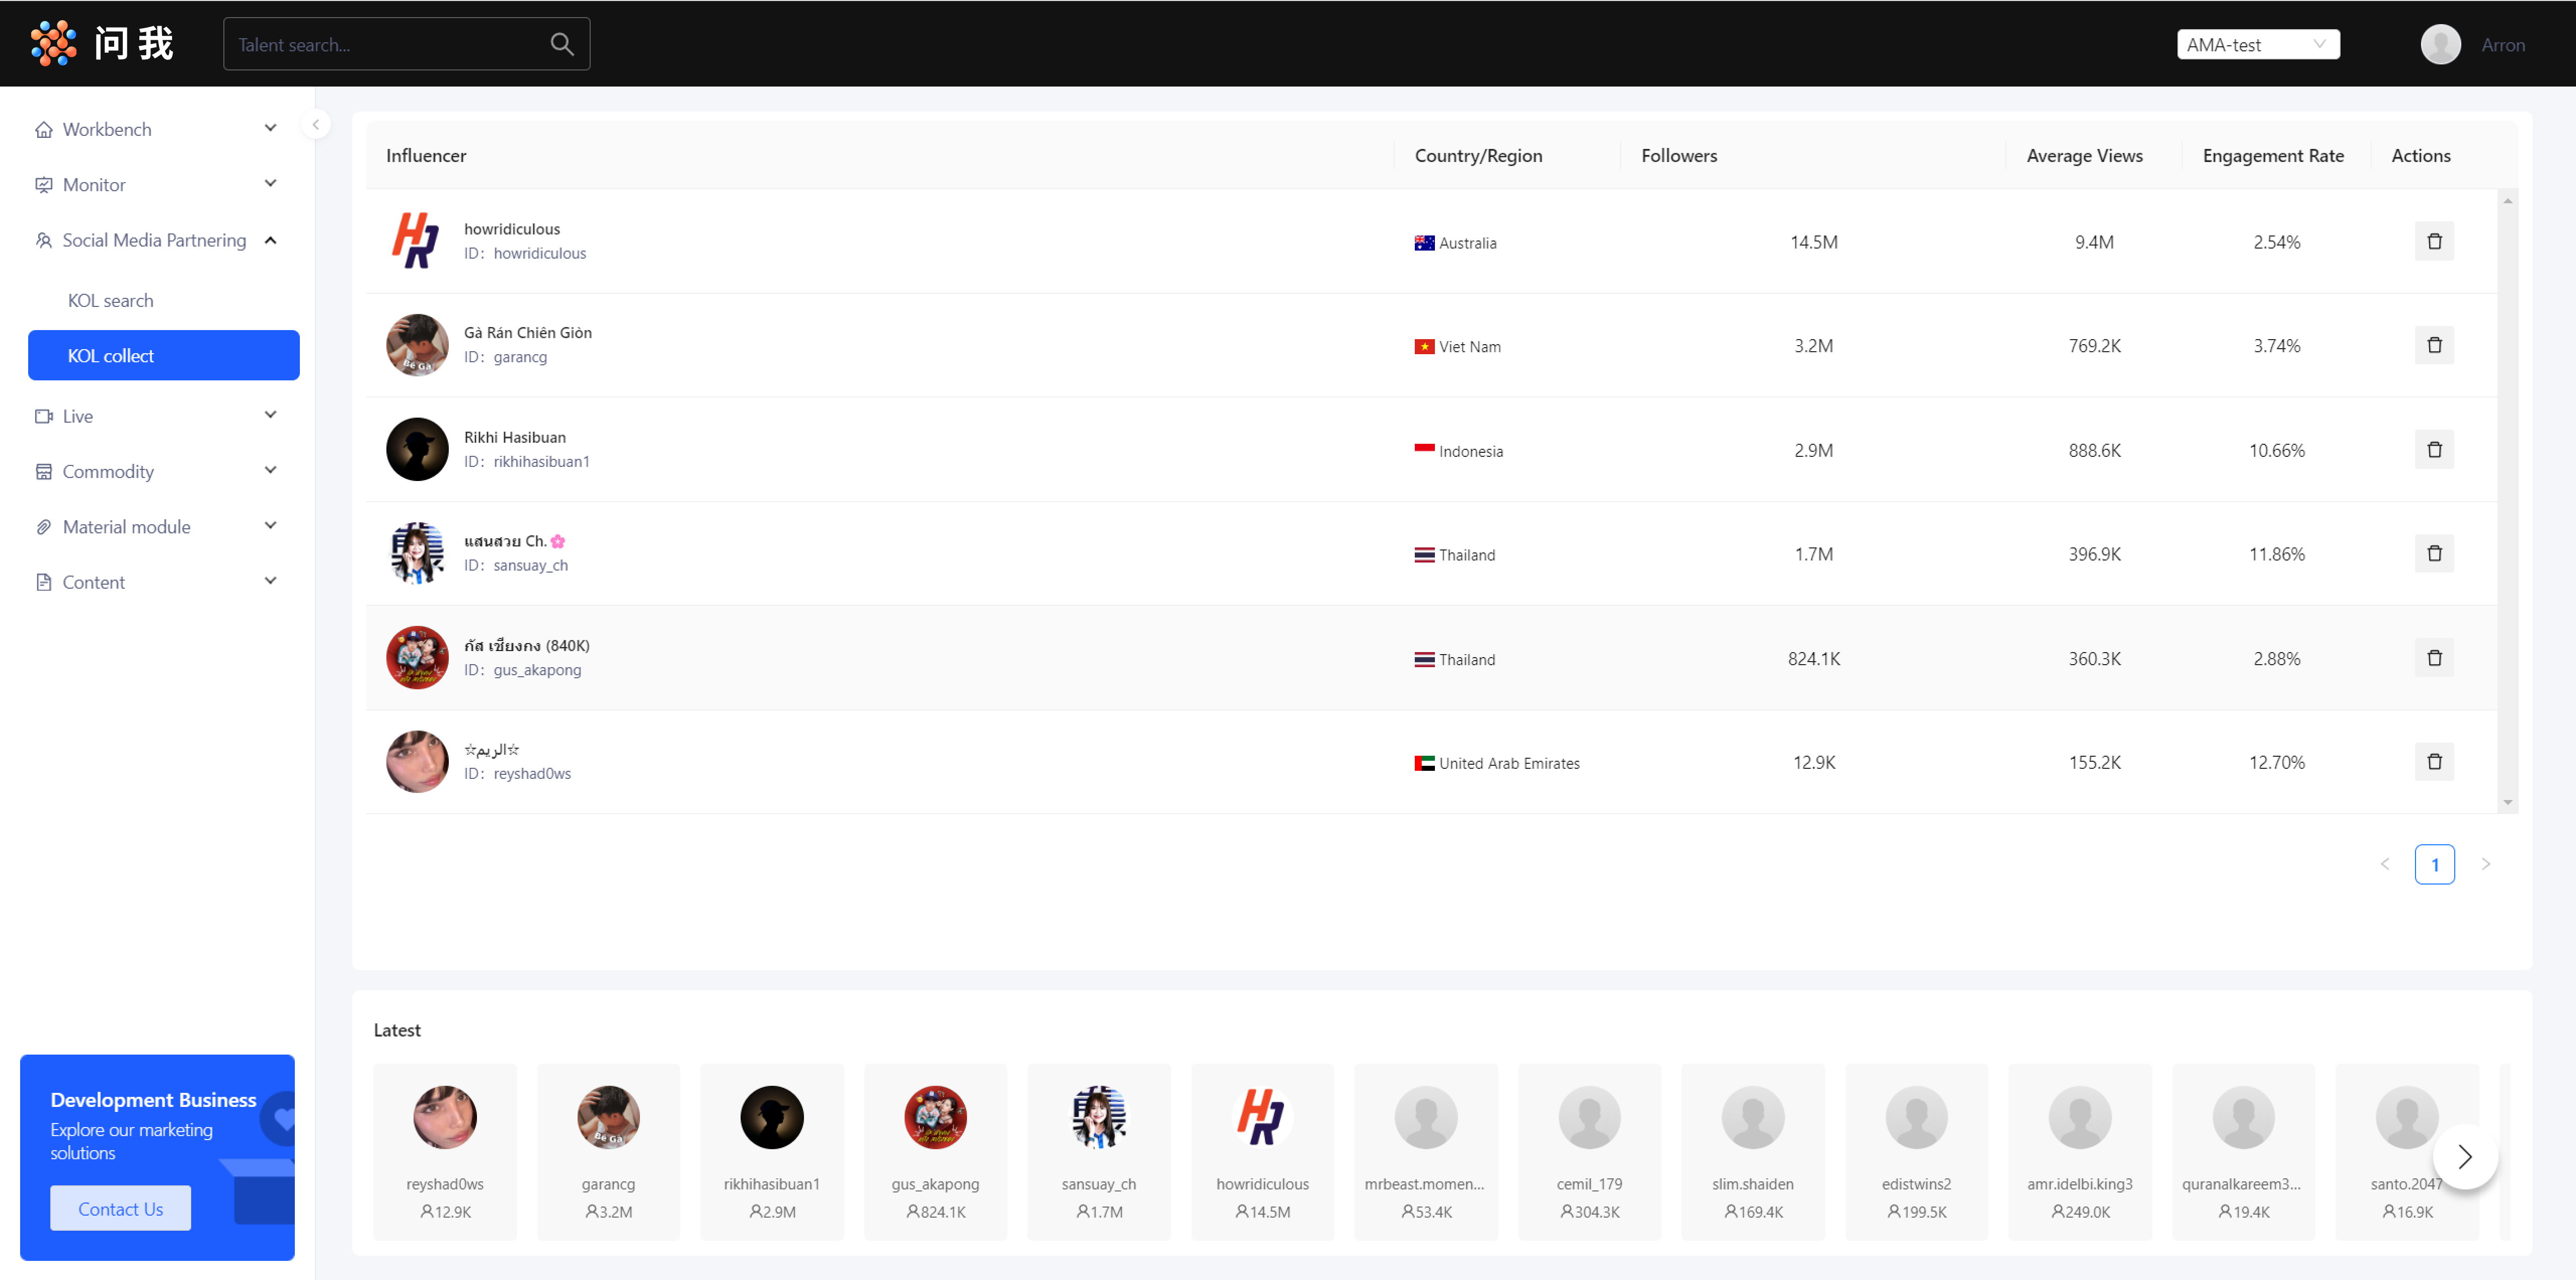 问我
Talent search...
AMA-test
Arron
Workbench
Monitor
Social Media Partnering
KOL search
KOL collect
Live
Commodity
Material module
Content
Development Business
Explore our marketing
solutions
Contact Us
Influencer Country/Region Followers Average Views Engagement Rate Actions
howridiculous
ID: howridiculous
Australia 14.5M 9.4M 2.54%
Gà Rán Chiên Giòn
ID: garancg
Bé Gà
Viet Nam 3.2M 769.2K 3.74%
Rikhi Hasibuan
ID: rikhihasibuan1
Indonesia 2.9M 888.6K 10.66%
แสนสวย Ch.🌸
ID: sansuay_ch
Thailand 1.7M 396.9K 11.86%
กัส เซียงกง (840K)
ID: gus_akapong
Thailand 824.1K 360.3K 2.88%
☆الريم☆
ID: reyshad0ws
United Arab Emirates 12.9K 155.2K 12.70%
1
Latest
Bé Gà
reyshad0ws garancg rikhihasibuan1 gus_akapong sansuay_ch howridiculous mrbeast.momen... cemil_179 slim.shaiden edistwins2 amr.idelbi.king3 quranalkareem3... santo.2047
12.9K 3.2M 2.9M 824.1K 1.7M 14.5M 53.4K 304.3K 169.4K 199.5K 249.0K 19.4K 16.9K